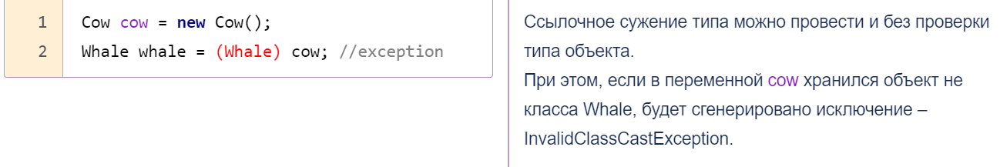 1 Cow cow = new Cow();
2 Whale whale = (Whale) cow; //exception
Ссылочное сужение типа можно провести и без проверки
типа объекта.
При этом, если в переменной cow хранился объект не
класса Whale, будет сгенерировано исключение –
InvalidClassCastException.